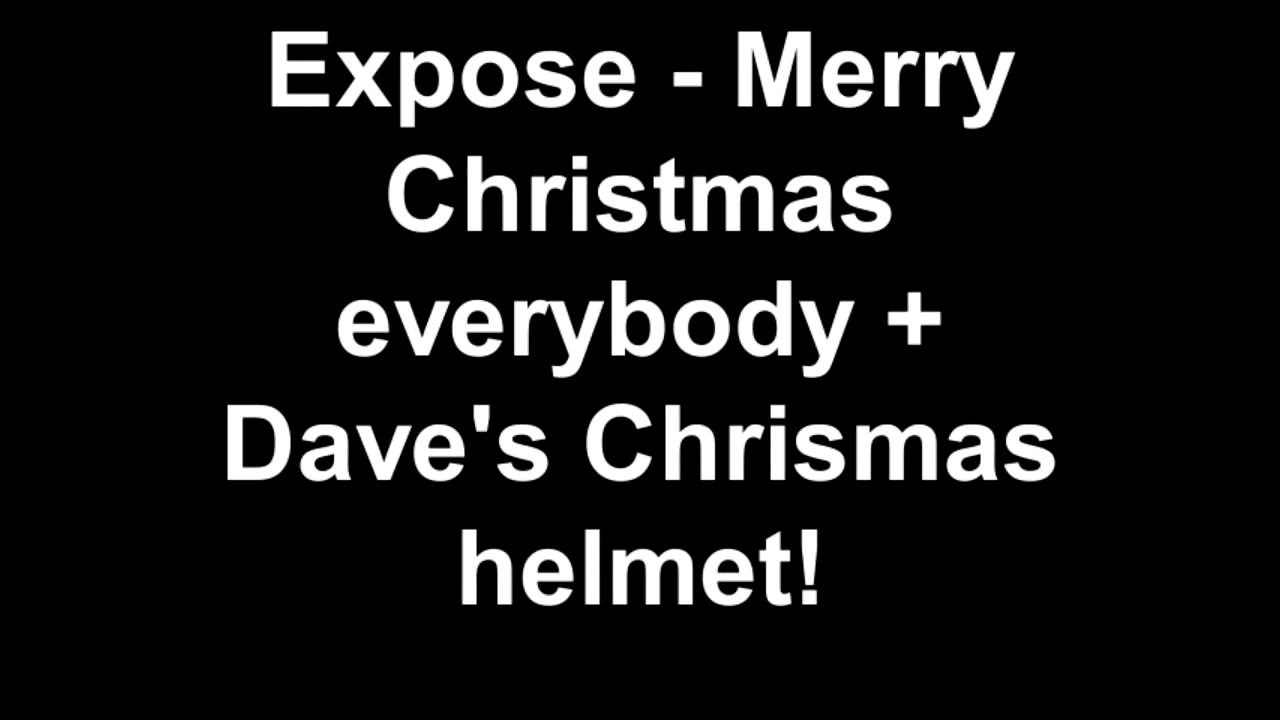 Expose - Merry
Christmas
everybody +
Dave's Chrismas
helmet!